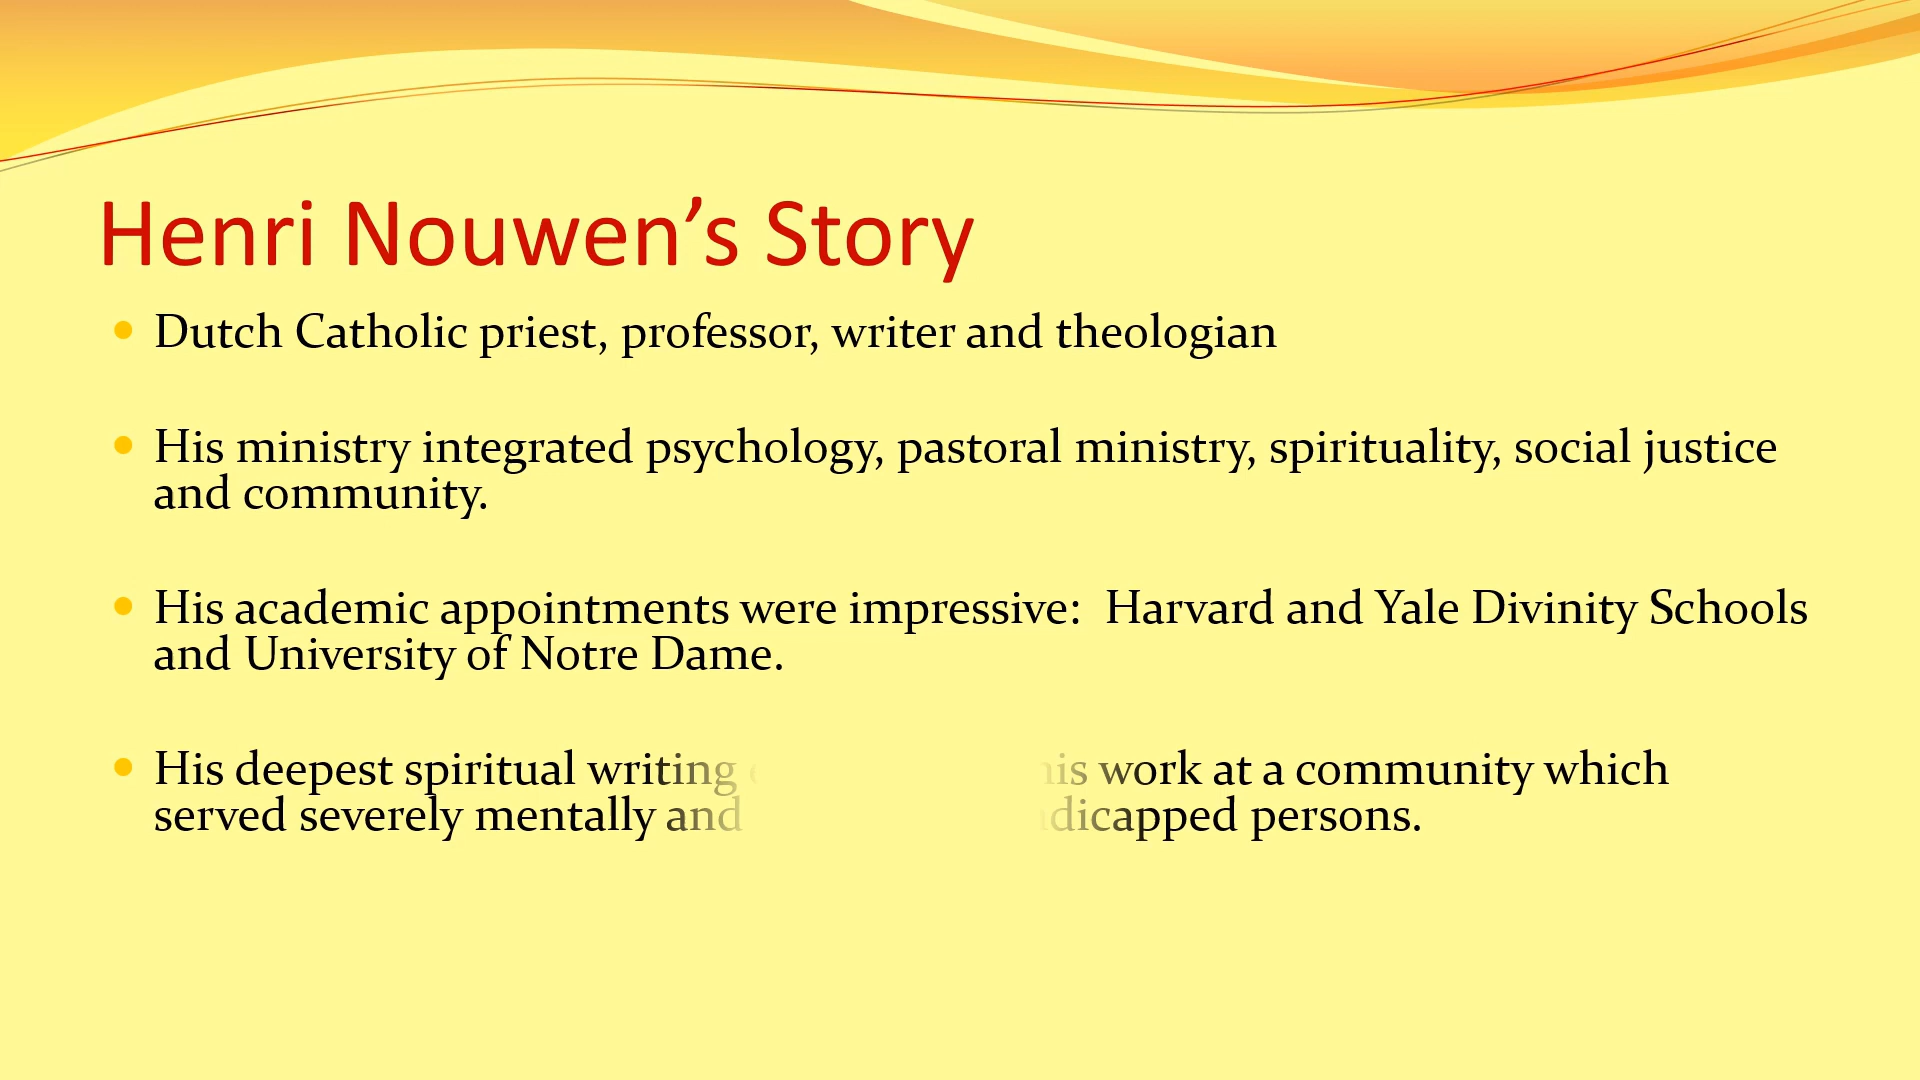 Henri Nouwen’s Story
Dutch Catholic priest, professor, writer and theologian
His ministry integrated psychology, pastoral ministry, spirituality, social justice
and community.
His academic appointments were impressive:  Harvard and Yale Divinity Schools
and University of Notre Dame.
His deepest spiritual writing his work at a community which
served severely mentally and persons.